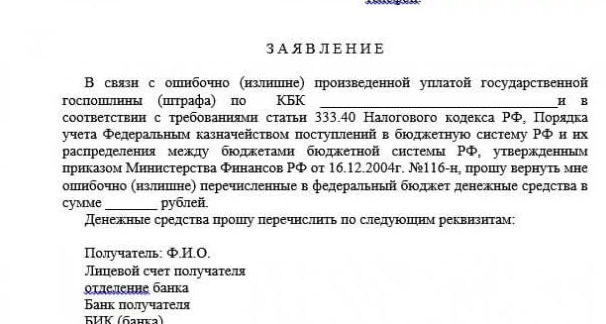 телефон:
З А Я В Л Е Н И Е
В связи с ошибочно (излишне) произведенной уплатой государственной
госпошлины (штрафа) по КБК ______________________________и в
соответствии с требованиями статьи 333.40 Налогового кодекса РФ, Порядка
учета Федеральным казначейством поступлений в бюджетную систему РФ и их
распределения между бюджетами бюджетной системы РФ, утвержденным
приказом Министерства Финансов РФ от 16.12.2004г. №116-н, прошу вернуть мне
ошибочно (излишне) перечисленные в федеральный бюджет денежные средства в
сумме _______ рублей.
Денежные средства прошу перечислить по следующим реквизитам:
Получатель: Ф.И.О.
Лицевой счет получателя
отделение банка
Банк получателя
БИК (банка)